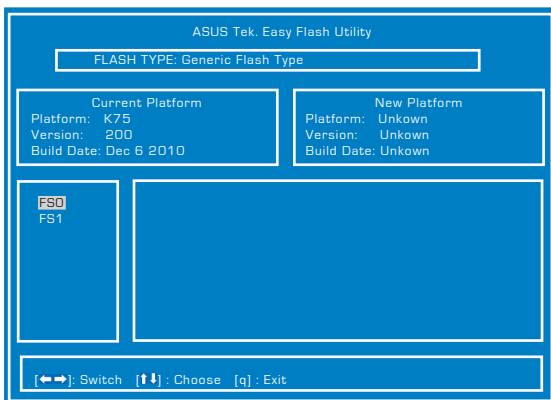 ASUS Tek. Easy Flash Utility
FLASH TYPE: Generic Flash Type
Current Platform
Platform: K75
Version: 200
Build Date: Dec 6 2010
New Platform
Platform: Unkown
Version: Unkown
Build Date: Unkown
FS0
FS1
[←→]: Switch [↑↓] : Choose [q] : Exit